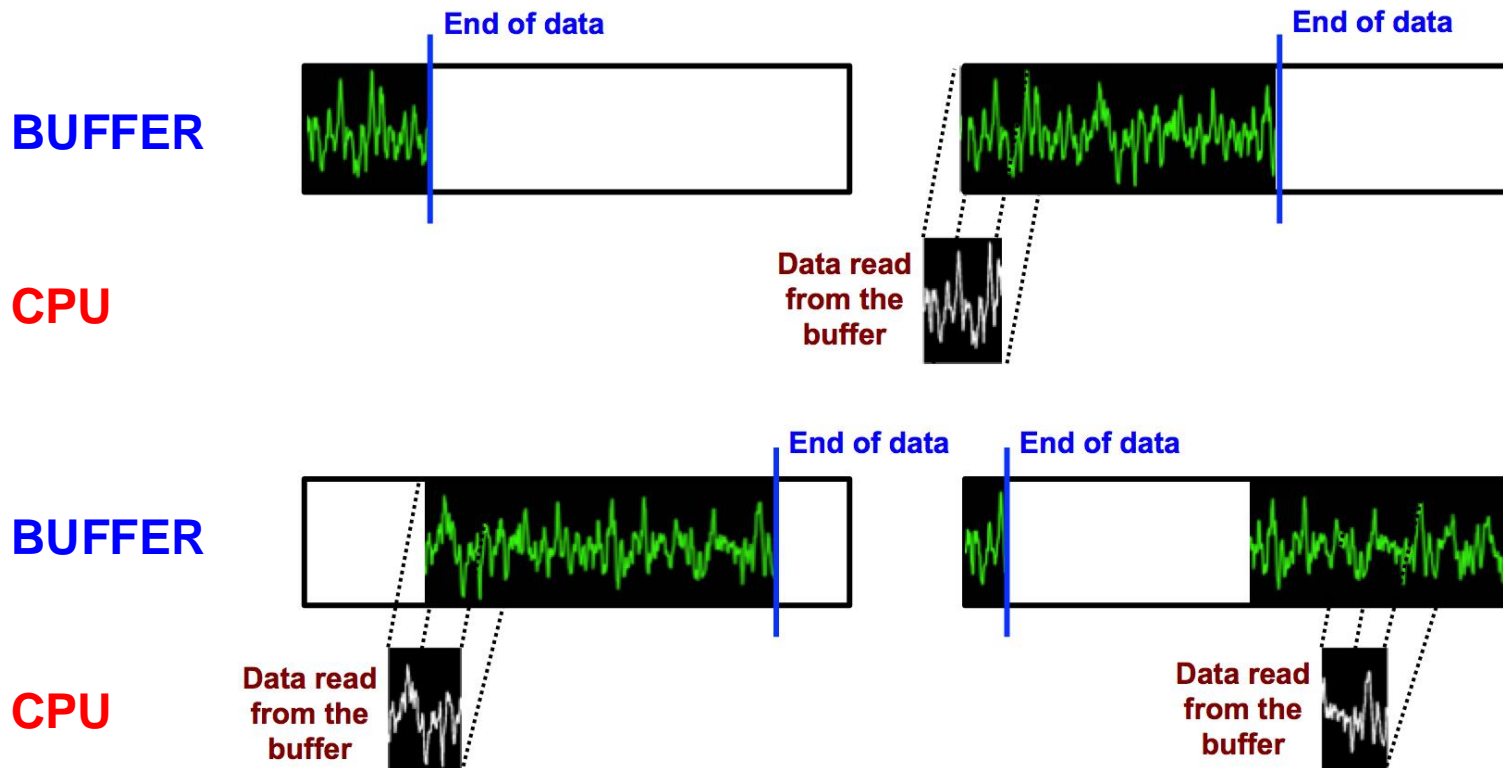 End of data
End of data
BUFFER
Data read
from the
buffer
CPU
End of data
End of data
BUFFER
Data read
from the
buffer
Data read
from the
buffer
CPU